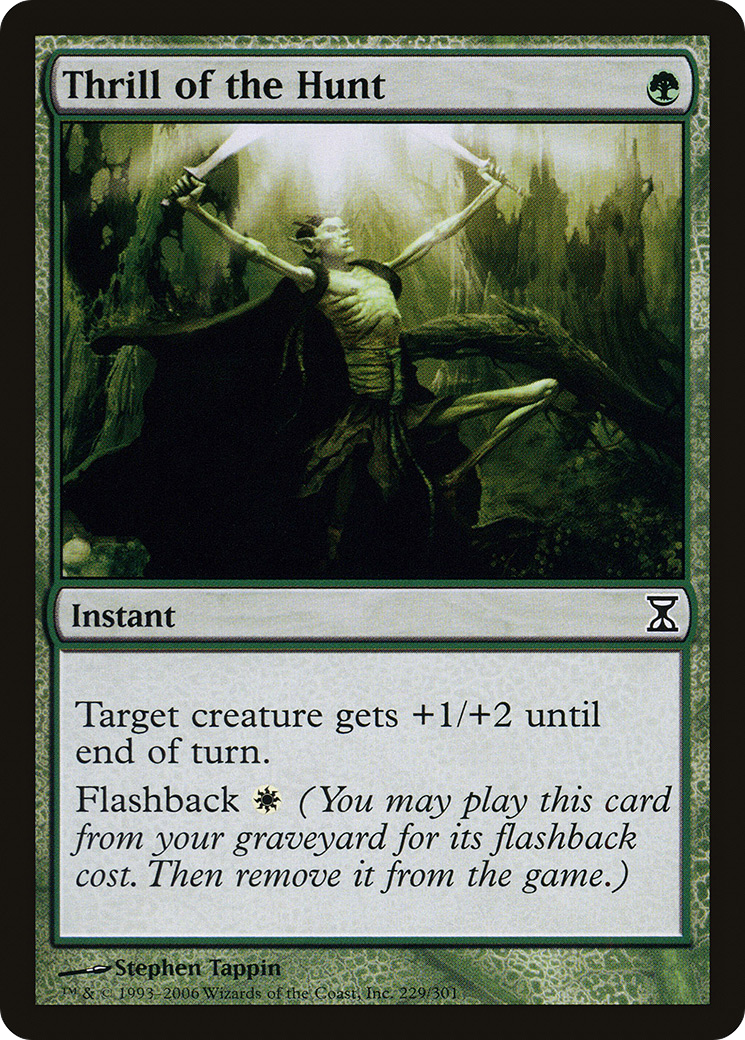 Thrill of the Hunt
Instant
Target creature gets +1/+2 until
end of turn.
Flashback (You may play this card
from your graveyard for its flashback
cost. Then remove it from the game.)
Stephen Tappin
™ & © 1993–2006 Wizards of the Coast, Inc. 229/301